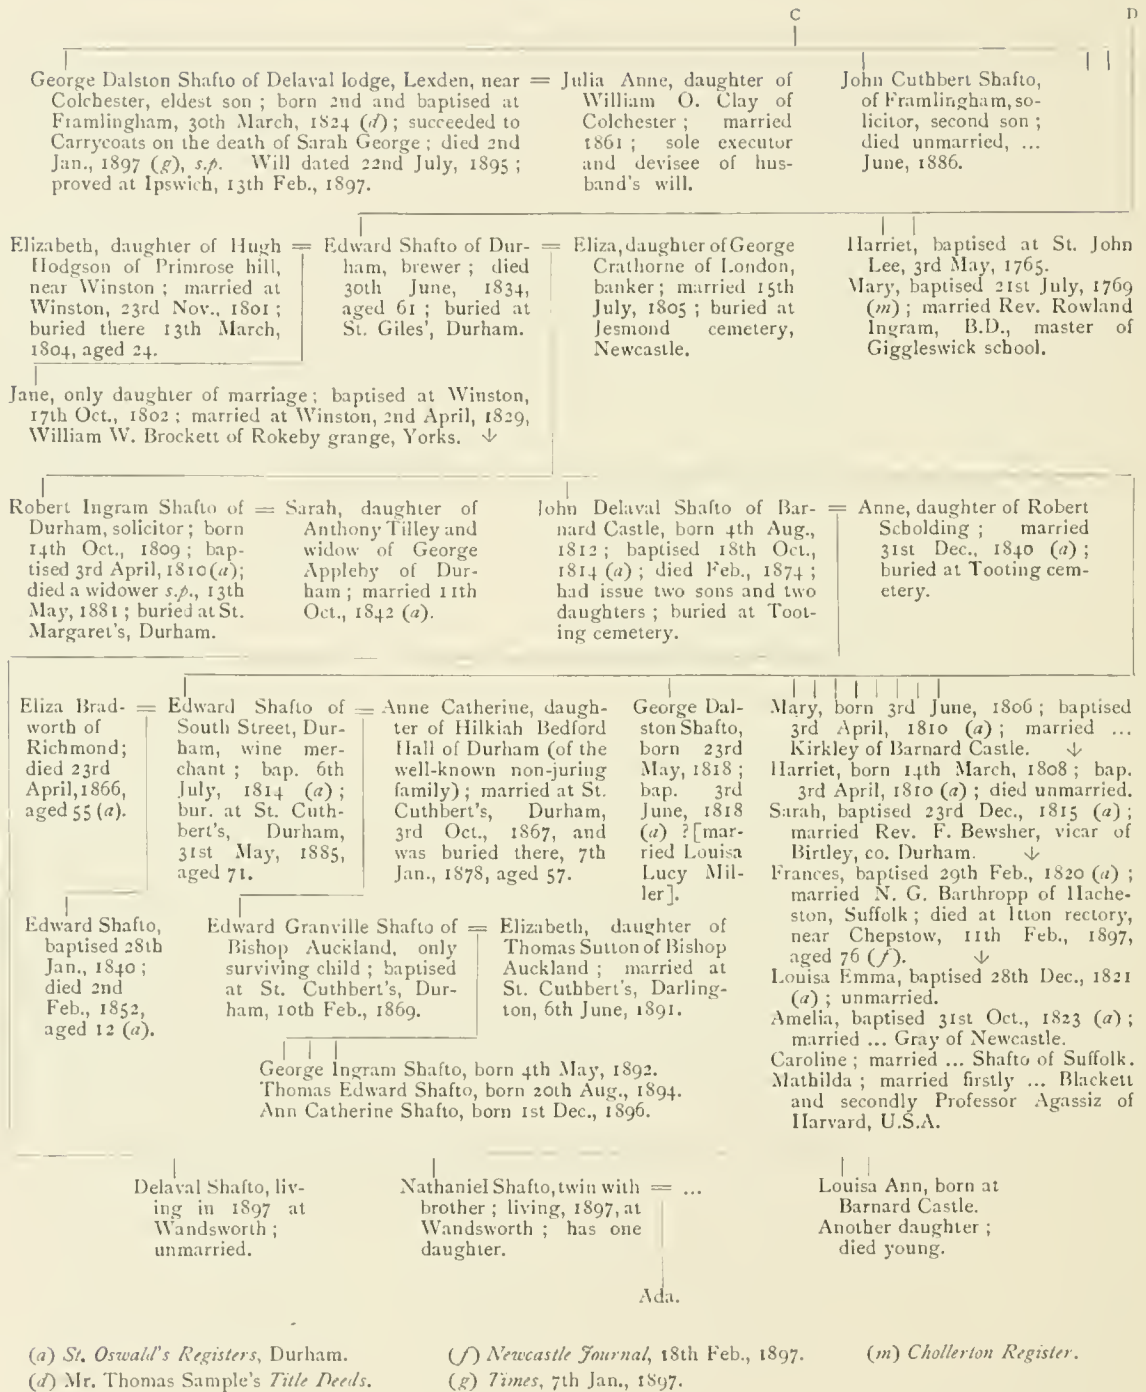 C
D
George Dalston Shafto of Delaval lodge, Lexden, near
Colchester, eldest son ; born 2nd and baptised at
Framlingham, 30th March, 1824 (d) ; succeeded to
Carrycoats on the death of Sarah George ; died 2nd
Jan., 1897 (g), s.p. Will dated 22nd July, 1895 ;
proved at Ipswich, 13th Feb., 1897.
=
Julia Anne, daughter of
William O. Clay of
Colchester ; married
1861 ; sole executor
and devisee of hus-
band's will.
John Cuthbert Shafto,
of Framlingham, so-
licitor, second son ;
died unmarried, ...
June, 1886.
Elizabeth, daughter of Hugh
Hodgson of Primrose hill,
near Winston ; married at
Winston, 23rd Nov., 1801 ;
buried there 13th March,
1804, aged 24.
=
Edward Shafto of Dur-
ham, brewer ; died
30th June, 1834,
aged 61 ; buried at
St. Giles', Durham.
=
Eliza, daughter of George
Crathorne of London,
banker ; married 15th
July, 1805 ; buried at
Jesmond cemetery,
Newcastle.
Harriet, baptised at St. John
Lee, 3rd May, 1765.
Mary, baptised 21st July, 1769
(m) ; married Rev. Rowland
Ingram, B.D., master of
Giggleswick school.
Jane, only daughter of marriage ; baptised at Winston,
17th Oct., 1802 ; married at Winston, 2nd April, 1829,
William W. Brockett of Rokeby grange, Yorks. ↓
Robert Ingram Shafto of
Durham, solicitor ; born
14th Oct., 1809 ; bap-
tised 3rd April, 1810 (a) ;
died a widower s.p., 13th
May, 1881 ; buried at St.
Margaret's, Durham.
=
Sarah, daughter of
Anthony Tilley and
widow of George
Appleby of Dur-
ham ; married 11th
Oct., 1842 (a).
John Delaval Shafto of Bar-
nard Castle, born 4th Aug.,
1812 ; baptised 18th Oct.,
1814 (a) ; died Feb., 1874 ;
had issue two sons and two
daughters ; buried at Toot-
ing cemetery.
=
Anne, daughter of Robert
Scholding ; married
31st Dec., 1840 (a) ;
buried at Tooting cem-
etery.
Eliza Brad-
worth of
Richmond ;
died 23rd
April, 1866,
aged 55 (a).
=
Edward Shafto of
South Street, Dur-
ham, wine mer-
chant ; bap. 6th
July, 1814 (a) ;
bur. at St. Cuth-
bert's, Durham,
31st May, 1885,
aged 71.
=
Anne Catherine, daugh-
ter of Hilkiah Bedford
Hall of Durham (of the
well-known non-juring
family) ; married at St.
Cuthbert's, Durham,
3rd Oct., 1867, and
was buried there, 7th
Jan., 1878, aged 57.
George Dal-
ston Shafto,
born 23rd
May, 1818 ;
bap. 3rd
June, 1818
(a) ? [mar-
ried Louisa
Lucy Mil-
ler].
Mary, born 3rd June, 1806 ; baptised
3rd April, 1810 (a) ; married ...
Kirkley of Barnard Castle. ↓
Harriet, born 14th March, 1808 ; bap.
3rd April, 1810 (a) ; died unmarried.
Sarah, baptised 23rd Dec., 1815 (a) ;
married Rev. F. Bewsher, vicar of
Birtley, co. Durham. ↓
Frances, baptised 29th Feb., 1820 (a) ;
married N. G. Barthropp of Hache-
ston, Suffolk ; died at Itton rectory,
near Chepstow, 11th Feb., 1897,
aged 76 (f). ↓
Louisa Emma, baptised 28th Dec., 1821
(a) ; unmarried.
Amelia, baptised 31st Oct., 1823 (a) ;
married ... Gray of Newcastle.
Caroline ; married ... Shafto of Suffolk.
Mathilda ; married firstly ... Blackett
and secondly Professor Agassiz of
Harvard, U.S.A.
Edward Shafto,
baptised 28th
Jan., 1840 ;
died 2nd
Feb., 1852,
aged 12 (a).
Edward Granville Shafto of
Bishop Auckland, only
surviving child ; baptised
at St. Cuthbert's, Dur-
ham, 10th Feb., 1869.
=
Elizabeth, daughter of
Thomas Sutton of Bishop
Auckland ; married at
St. Cuthbert's, Darling-
ton, 6th June, 1891.
George Ingram Shafto, born 4th May, 1892.
Thomas Edward Shafto, born 20th Aug., 1894.
Ann Catherine Shafto, born 1st Dec., 1896.
Delaval Shafto, liv-
ing in 1897 at
Wandsworth ;
unmarried.
Nathaniel Shafto, twin with
brother ; living, 1897, at
Wandsworth ; has one
daughter.
= ...
Louisa Ann, born at
Barnard Castle.
Another daughter ;
died young.
Ada.
(a) St. Oswald's Registers, Durham.
(f) Newcastle Journal, 18th Feb., 1897.
(m) Chollerton Register.
(d) Mr. Thomas Sample's Title Deeds.
(g) Times, 7th Jan., 1897.